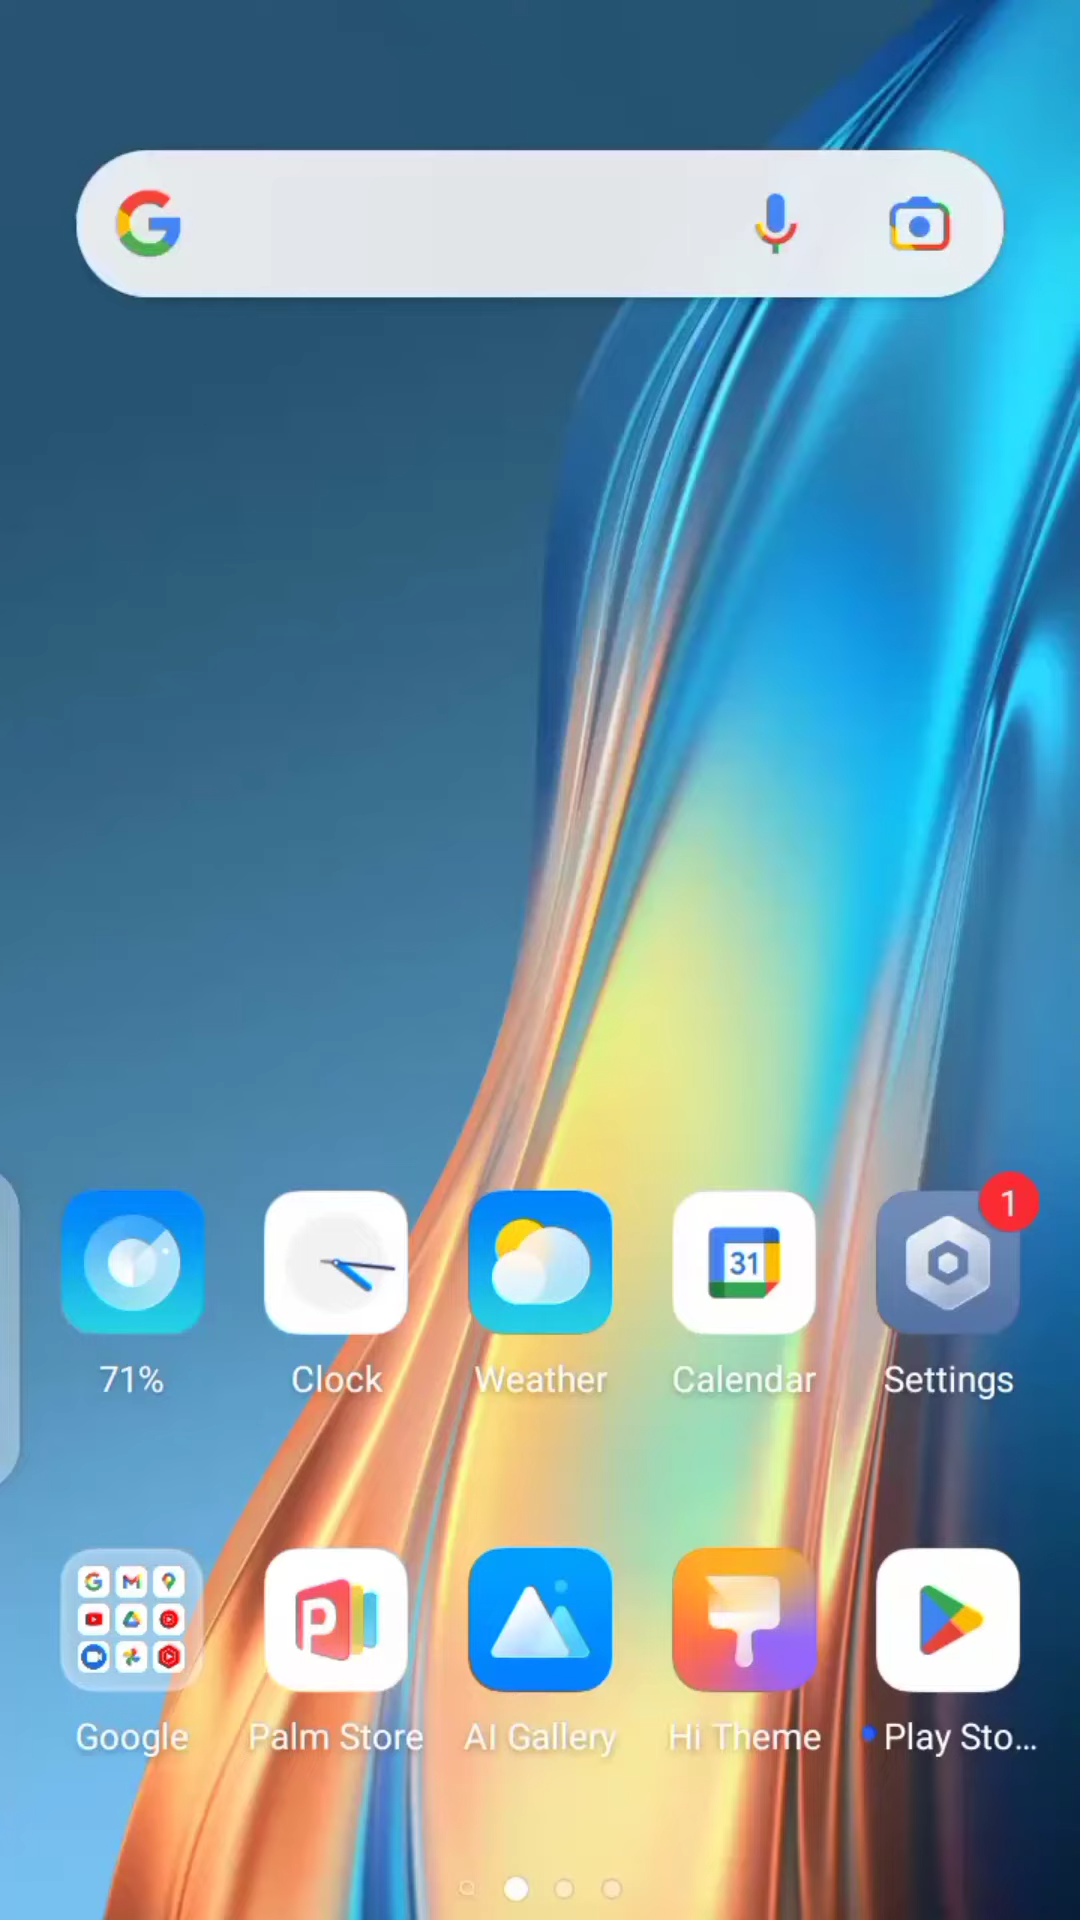 1
31
71%
Clock
Weather
Calendar
Settings
Google
Palm Store
AI Gallery
Hi Theme
Play Sto...